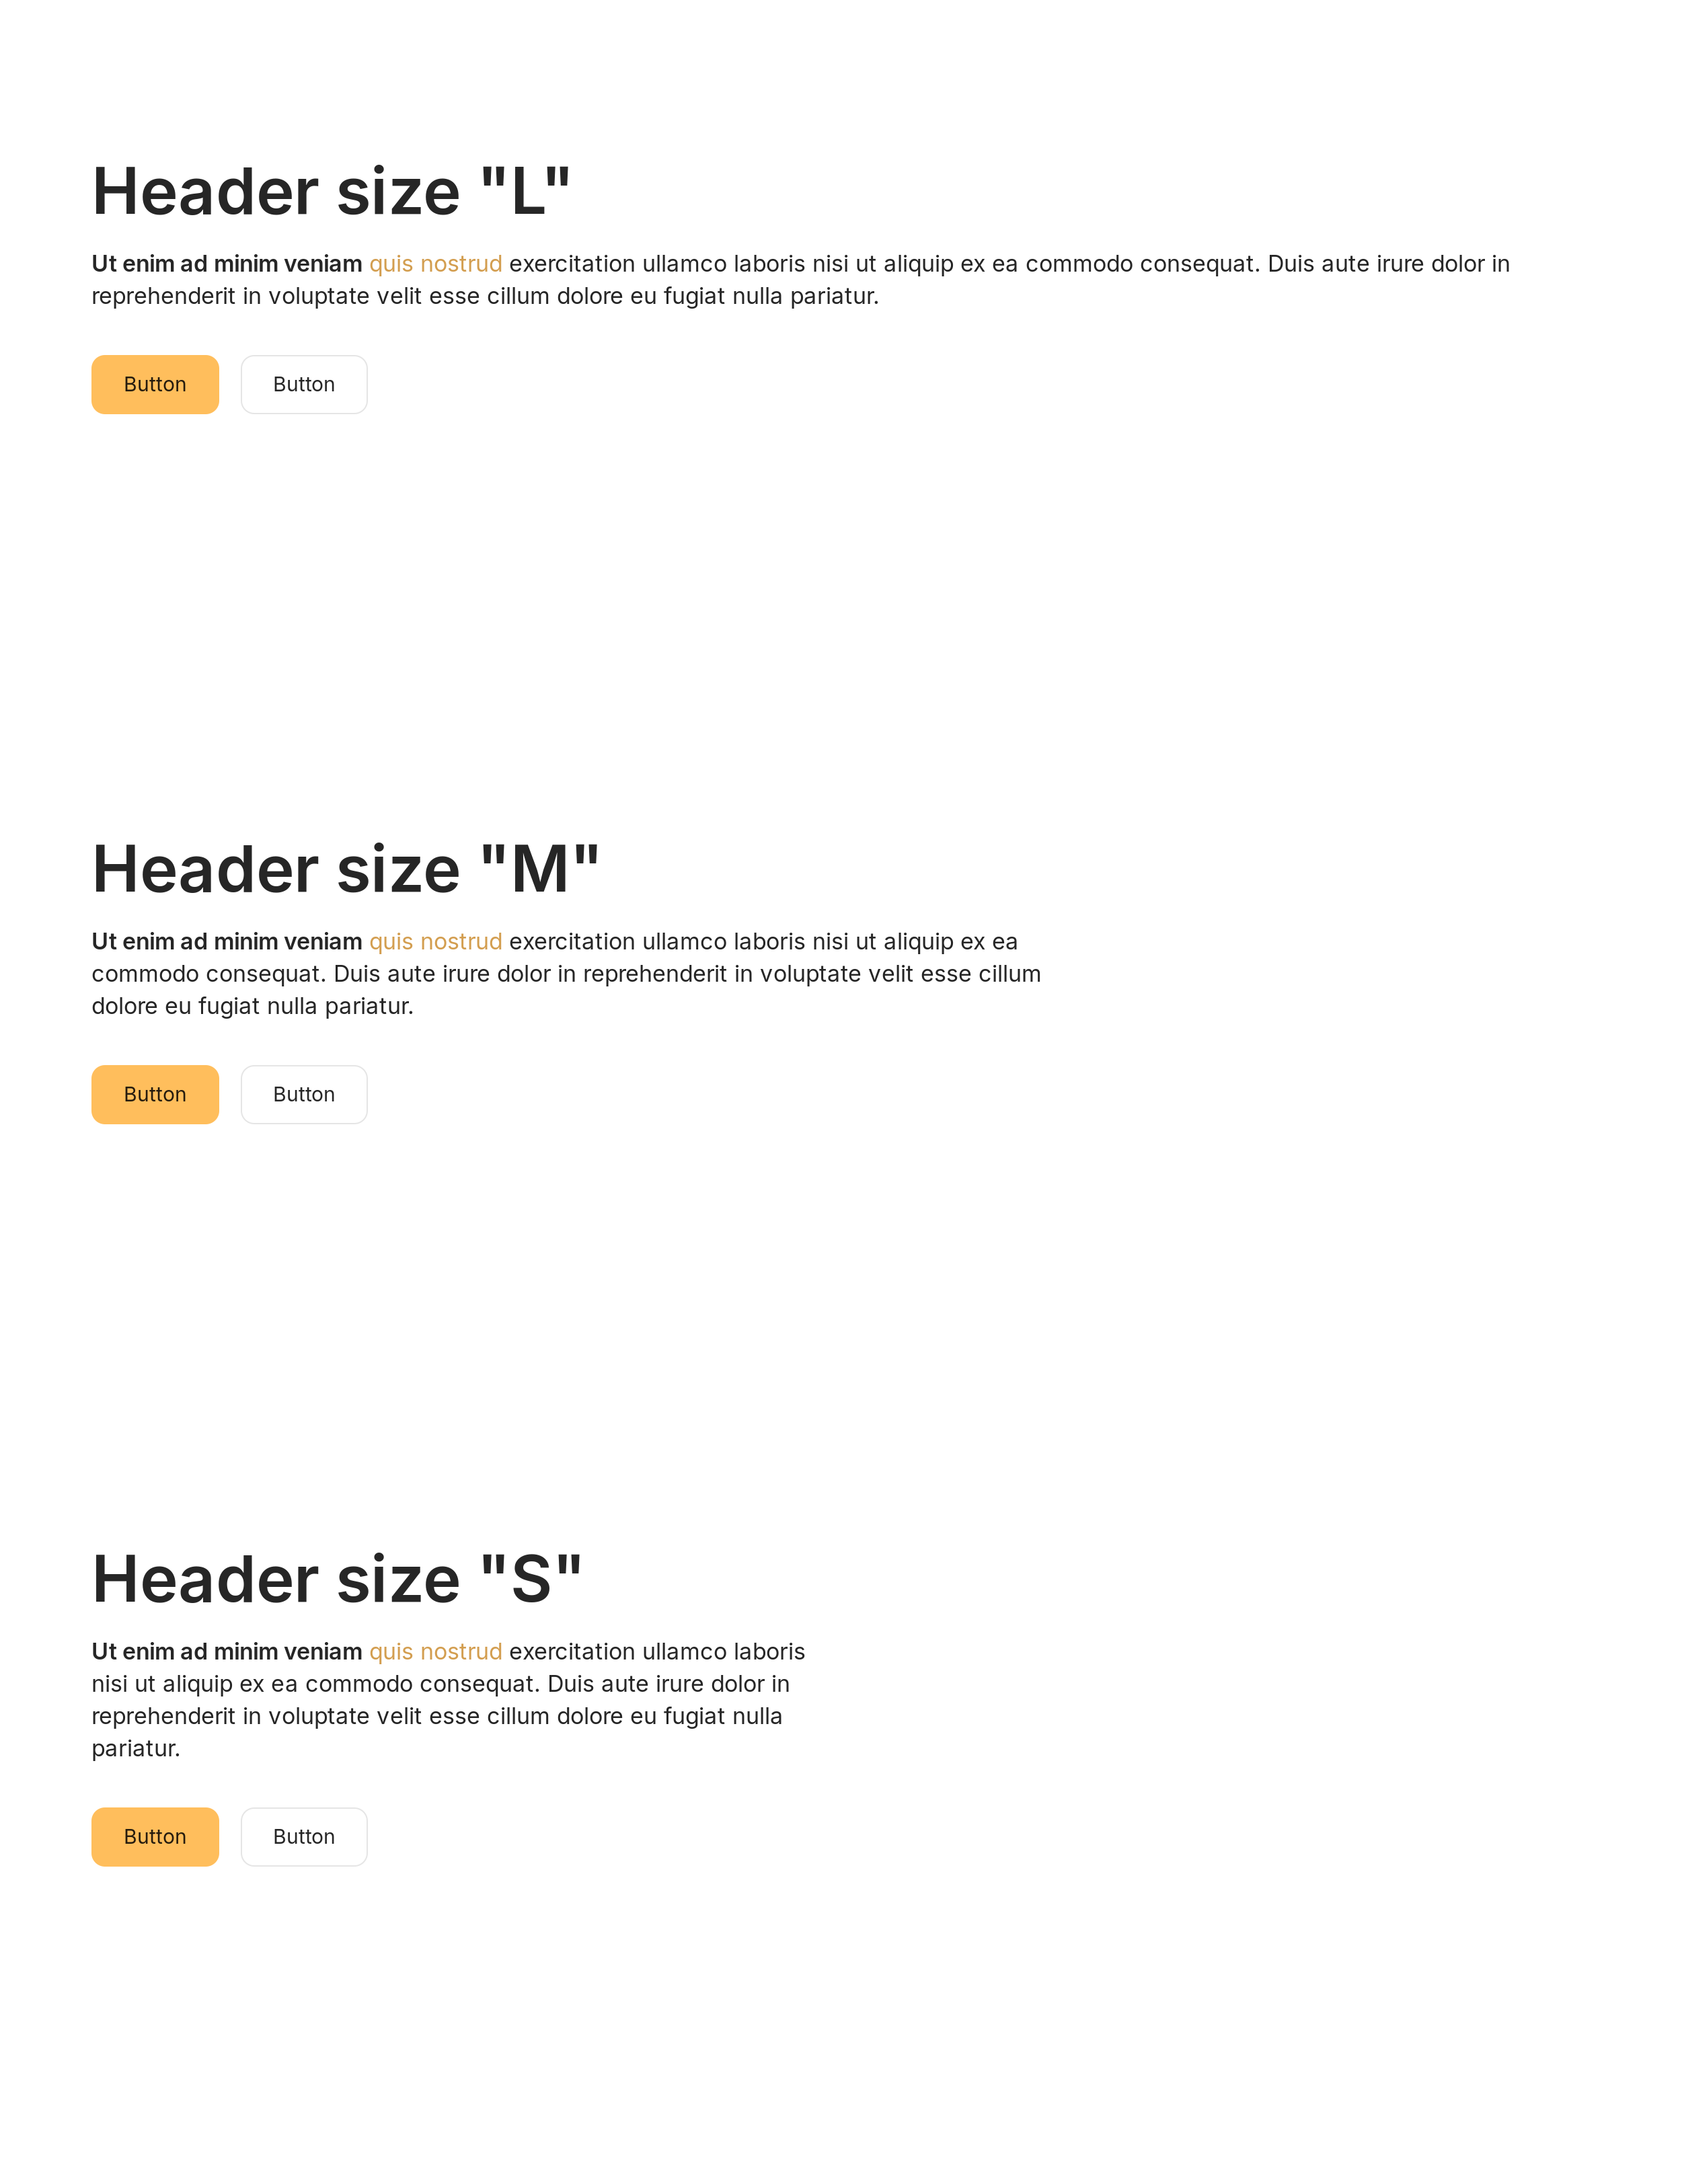 Header size "L"
Ut enim ad minim veniam quis nostrud exercitation ullamco laboris nisi ut aliquip ex ea commodo consequat. Duis aute irure dolor in
reprehenderit in voluptate velit esse cillum dolore eu fugiat nulla pariatur.
Button Button
Header size "M"
Ut enim ad minim veniam quis nostrud exercitation ullamco laboris nisi ut aliquip ex ea
commodo consequat. Duis aute irure dolor in reprehenderit in voluptate velit esse cillum
dolore eu fugiat nulla pariatur.
Button Button
Header size "S"
Ut enim ad minim veniam quis nostrud exercitation ullamco laboris
nisi ut aliquip ex ea commodo consequat. Duis aute irure dolor in
reprehenderit in voluptate velit esse cillum dolore eu fugiat nulla
pariatur.
Button Button